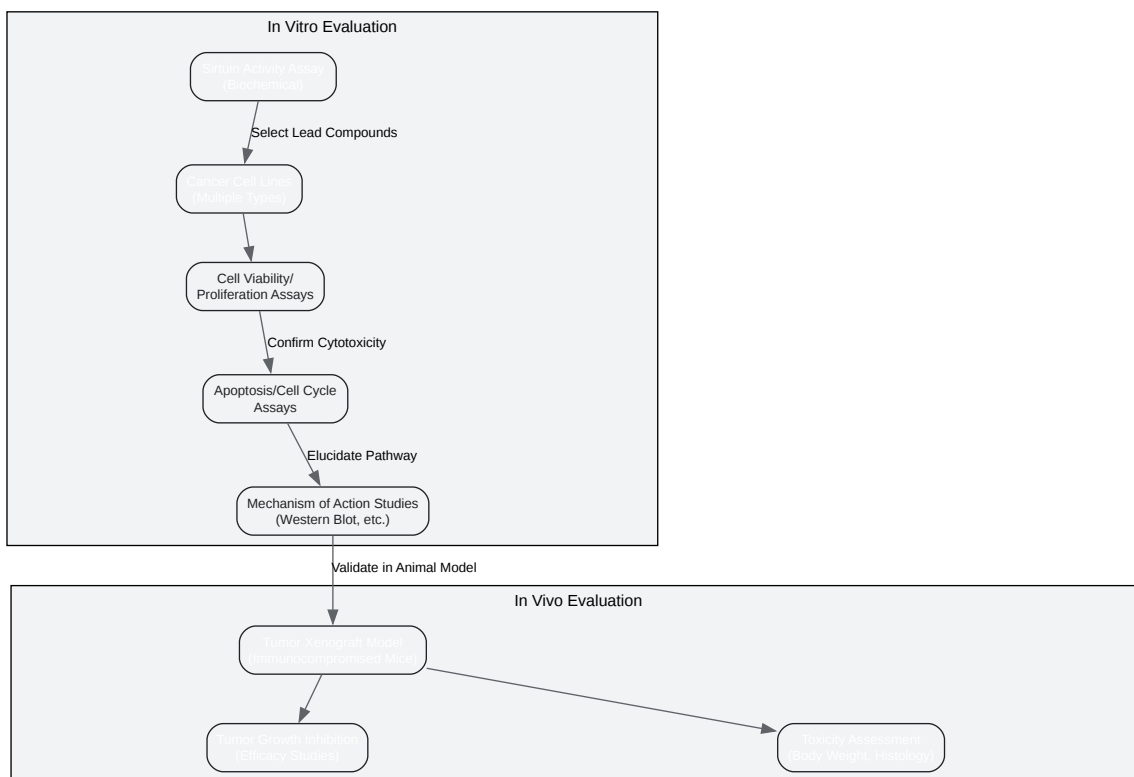 In Vitro Evaluation
Sirtuin Activity Assay
(Biochemical)
Select Lead Compounds
Cancer Cell Lines
(Multiple Types)
Cell Viability/
Proliferation Assays
Confirm Cytotoxicity
Apoptosis/Cell Cycle
Assays
Elucidate Pathway
Mechanism of Action Studies
(Western Blot, etc.)
Validate in Animal Model
In Vivo Evaluation
Tumor Xenograft Model
(Immunocompromised Mice)
Tumor Growth Inhibition
(Efficacy Studies)
Toxicity Assessment
(Body Weight, Histology)